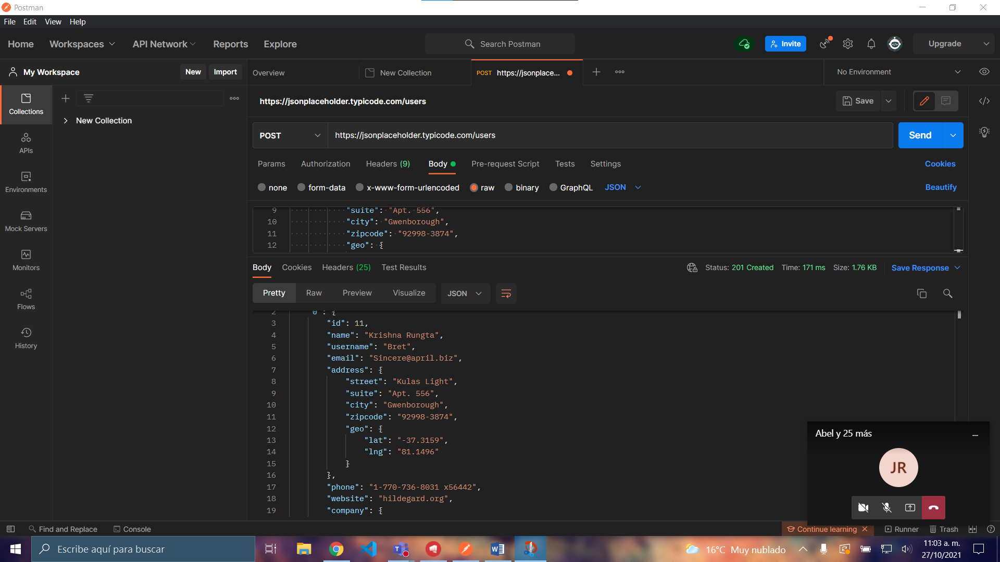 Postman
File Edit View Help
Home Workspaces API Network Reports Explore Search Postman Invite Upgrade
My Workspace New Import Overview New Collection POST https://jsonplace... No Environment
Collections
New Collection
APIs
Environments
Mock Servers
Monitors
Flows
History
https://jsonplaceholder.typicode.com/users Save
POST https://jsonplaceholder.typicode.com/users Send
Params Authorization Headers (9) Body Pre-request Script Tests Settings Cookies
none form-data x-www-form-urlencoded raw binary GraphQL JSON Beautify
9 "suite": "Apt. 556",
10 "city": "Gwenborough",
11 "zipcode": "92998-3874",
12 "geo": {
Body Cookies Headers (25) Test Results Status: 201 Created Time: 171 ms Size: 1.76 KB Save Response
Pretty Raw Preview Visualize JSON
2 "0": {
3 "id": 11,
4 "name": "Krishna Rungta",
5 "username": "Bret",
6 "email": "Sincere@april.biz",
7 "address": {
8 "street": "Kulas Light",
9 "suite": "Apt. 556",
10 "city": "Gwenborough",
11 "zipcode": "92998-3874",
12 "geo": {
13 "lat": "-37.3159",
14 "lng": "81.1496"
15 }
16 },
17 "phone": "1-770-736-8031 x56442",
18 "website": "hildegard.org",
19 "company": {
Abel y 25 más
JR
Find and Replace Console Continue learning Runner Trash
Escribe aquí para buscar 16°C Muy nublado 11:03 a. m.
27/10/2021